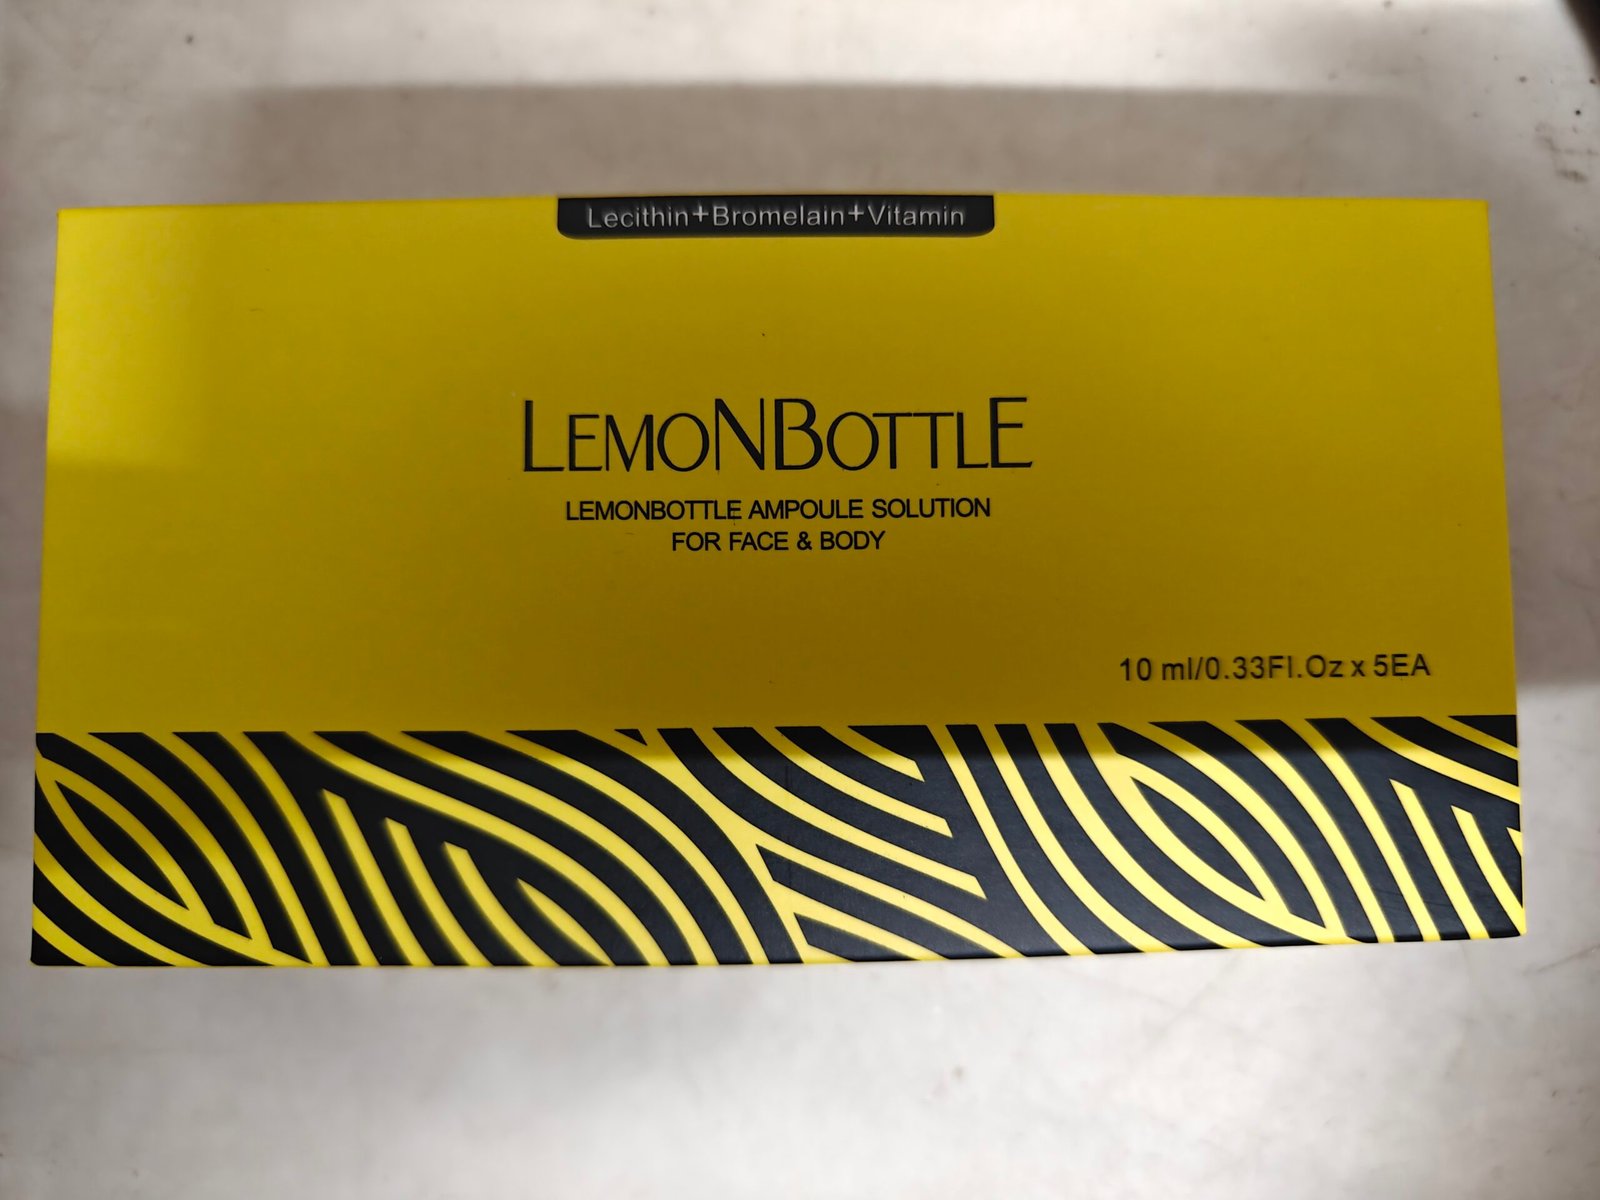 Lecithin+Bromelain+Vitamin
LEMONBOTTLE
LEMONBOTTLE AMPOULE SOLUTION
FOR FACE & BODY
10 ml/0.33Fl.Oz x 5EA